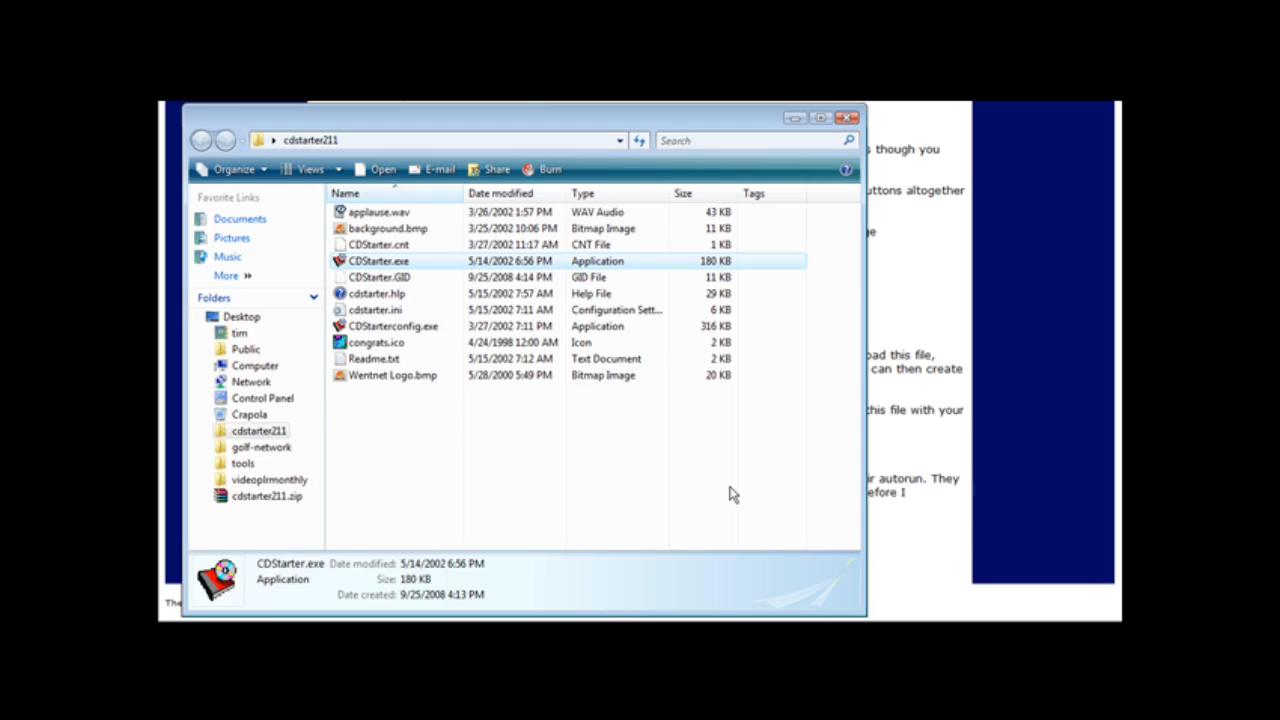 cdstarter211
Search
Organize Views Open E-mail Share Burn
Favorite Links
Documents
Pictures
Music
More »
Folders
Desktop
tim
Public
Computer
Network
Control Panel
Crapola
cdstarter211
golf-network
tools
videoplrmonthly
cdstarter211.zip
Name Date modified Type Size Tags
applause.wav 3/26/2002 1:57 PM WAV Audio 43 KB
background.bmp 3/25/2002 10:06 PM Bitmap Image 11 KB
CDStarter.cnt 3/27/2002 11:17 AM CNT File 1 KB
CDStarter.exe 5/14/2002 6:56 PM Application 180 KB
CDStarter.GID 9/25/2008 4:14 PM GID File 11 KB
cdstarter.hlp 5/15/2002 7:57 AM Help File 29 KB
cdstarter.ini 5/15/2002 7:11 AM Configuration Sett... 6 KB
CDStarterconfig.exe 3/27/2002 7:11 PM Application 316 KB
congrats.ico 4/24/1998 12:00 AM Icon 2 KB
Readme.txt 5/15/2002 7:12 AM Text Document 2 KB
Wentnet Logo.bmp 5/28/2000 5:49 PM Bitmap Image 20 KB
CDStarter.exe Date modified: 5/14/2002 6:56 PM
Application Size: 180 KB
Date created: 9/25/2008 4:13 PM
s though you
uttons altogether
ge
oad this file,
can then create
this file with your
ir autorun. They
efore I
The